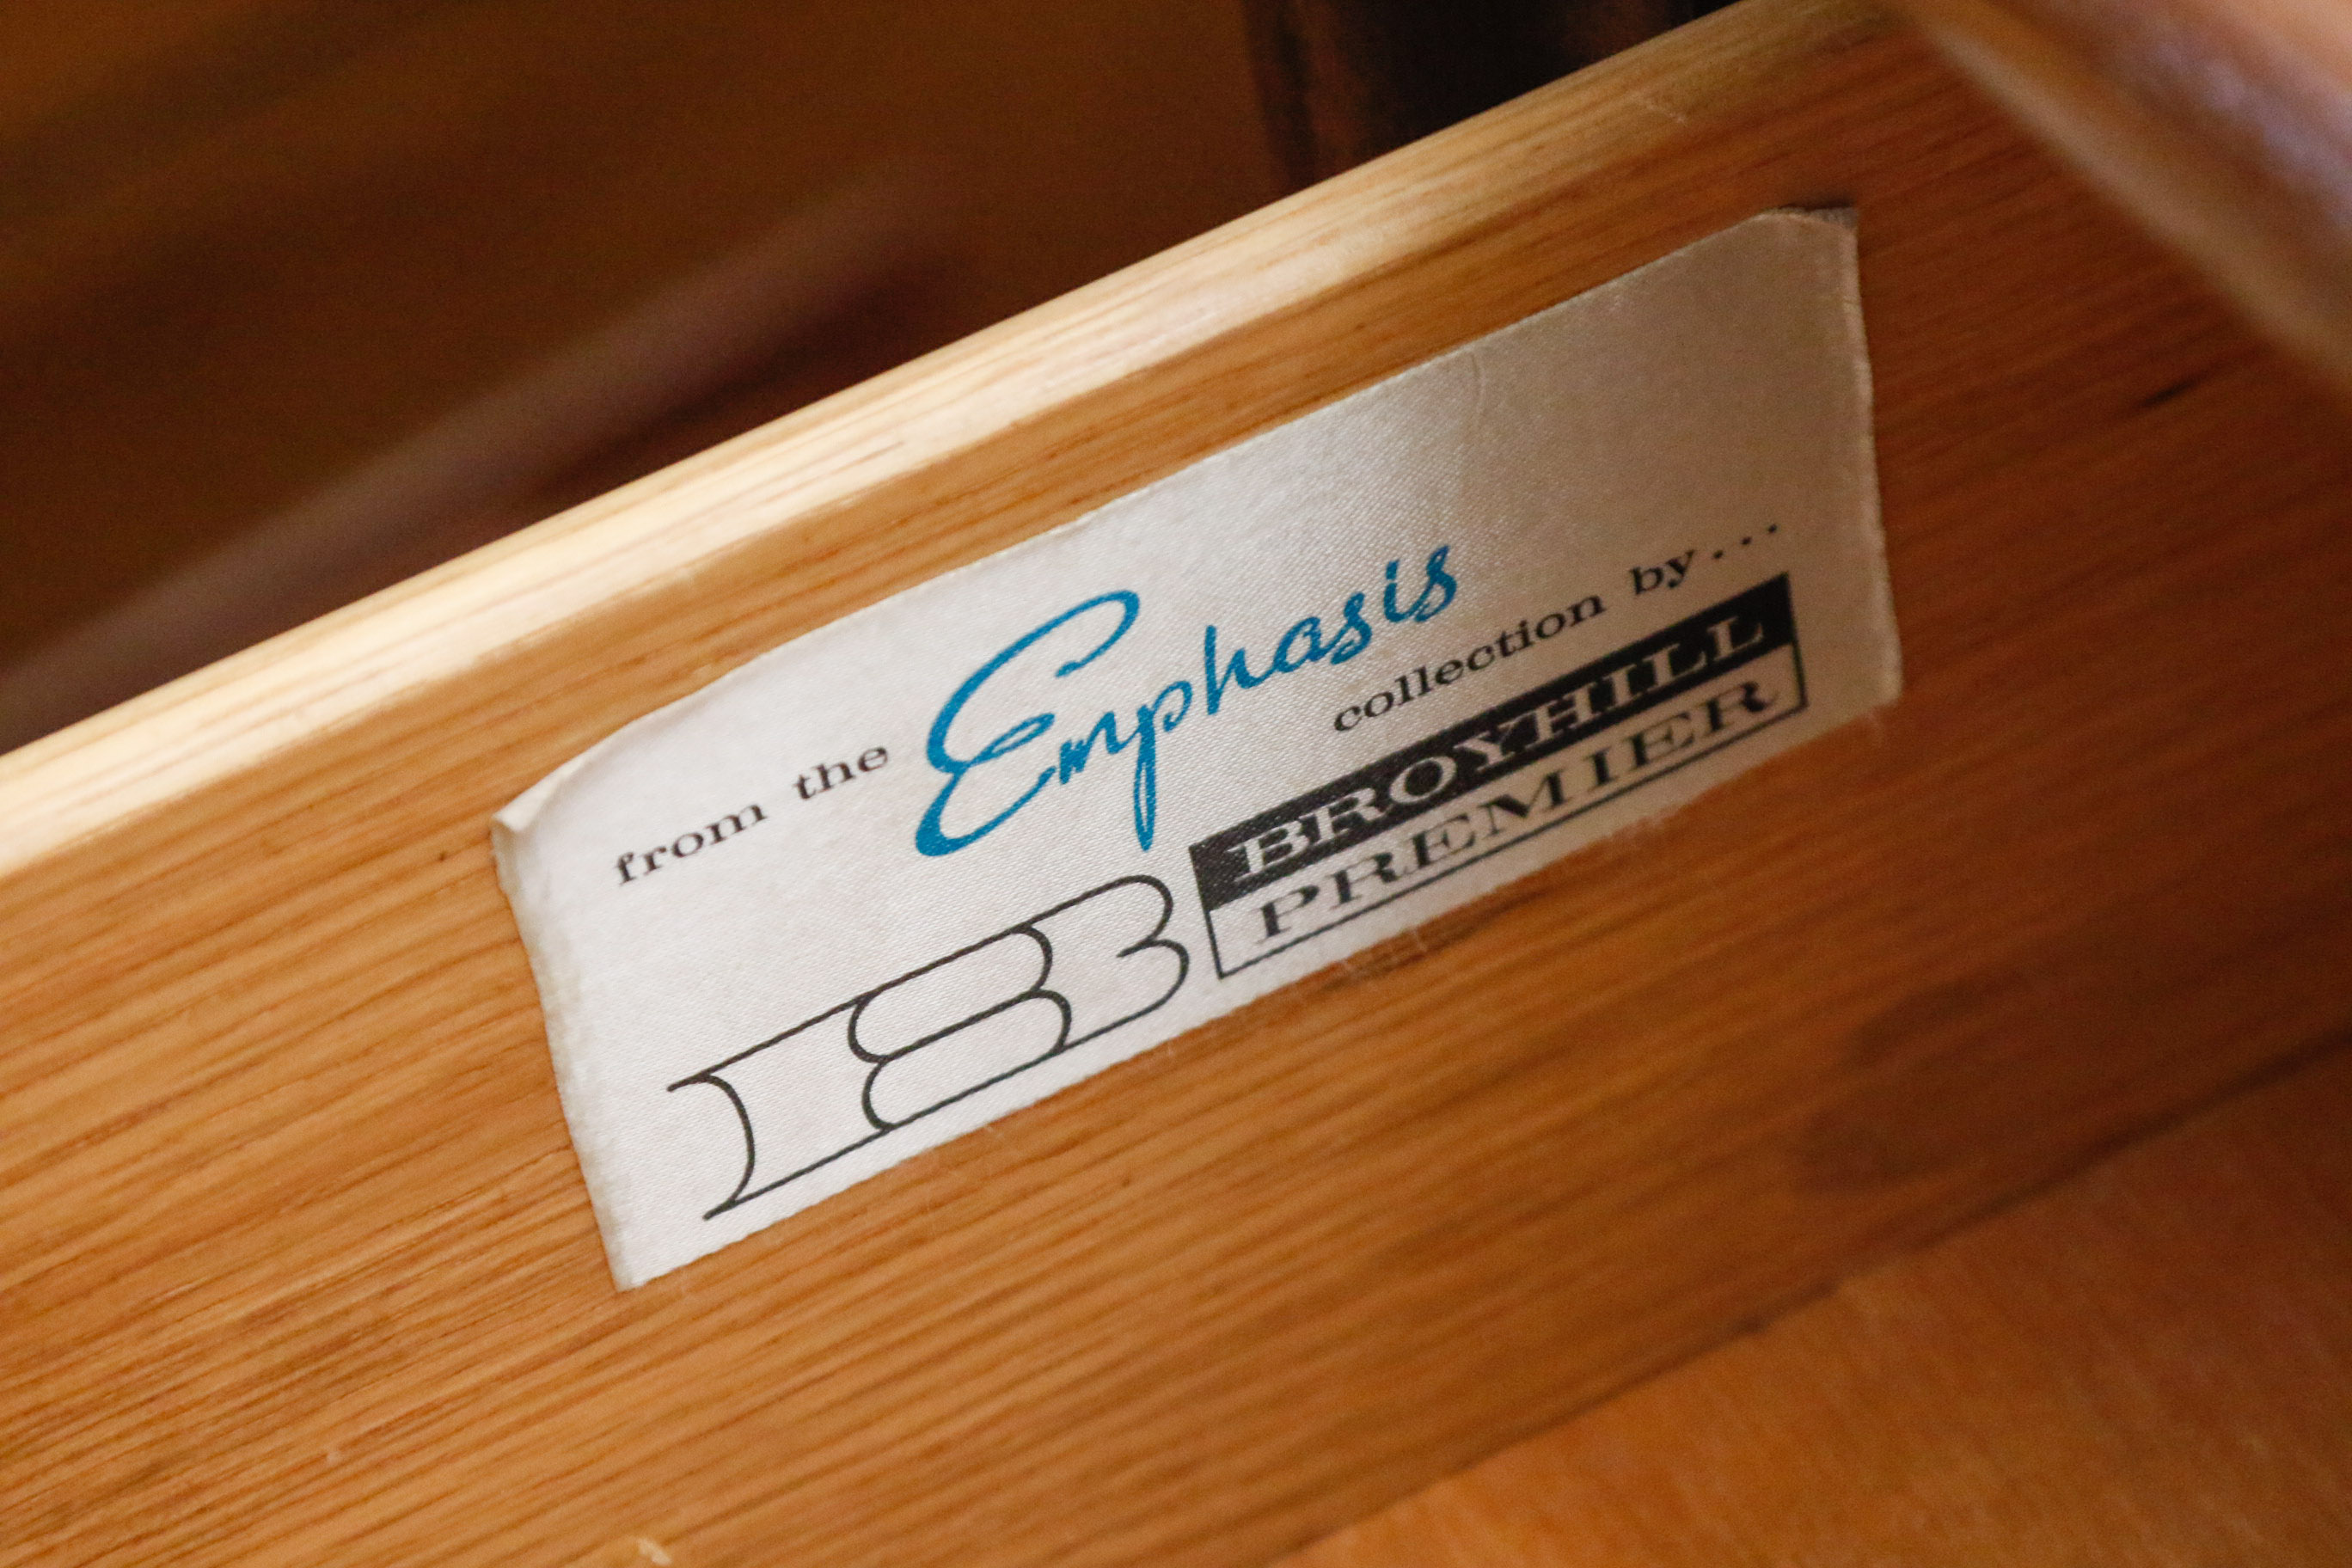 from the Emphasis
collection by...
B BROYHILL
PREMIER